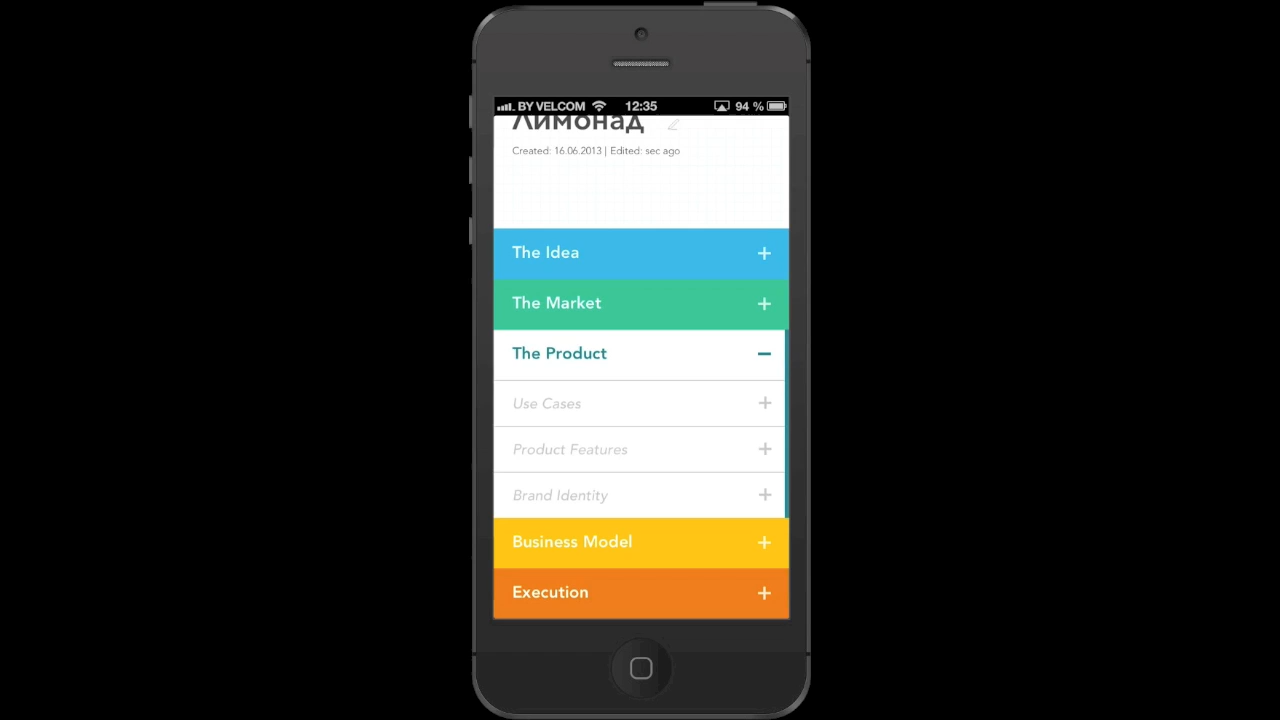 BY VELCOM 12:35 94 %
Лимонад
Created: 16.06.2013 | Edited: sec ago
The Idea
The Market
The Product
Use Cases
Product Features
Brand Identity
Business Model
Execution